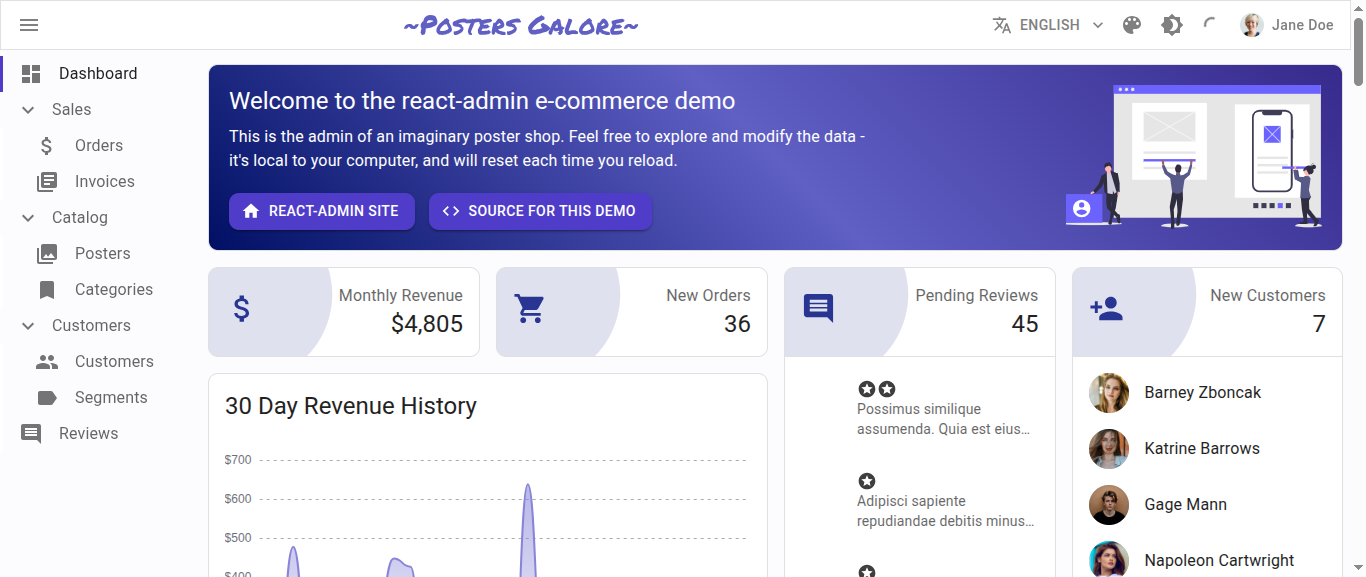 ~Posters Galore~
ENGLISH
Jane Doe
Dashboard
Sales
Orders
Invoices
Catalog
Posters
Categories
Customers
Customers
Segments
Reviews
Welcome to the react-admin e-commerce demo
This is the admin of an imaginary poster shop. Feel free to explore and modify the data -
it's local to your computer, and will reset each time you reload.
REACT-ADMIN SITE
SOURCE FOR THIS DEMO
Monthly Revenue
$4,805
New Orders
36
Pending Reviews
45
New Customers
7
30 Day Revenue History
$700
$600
$500
$400
Possimus similique
assumenda. Quia est eius…
Adipisci sapiente
repudiandae debitis minus…
Barney Zboncak
Katrine Barrows
Gage Mann
Napoleon Cartwright